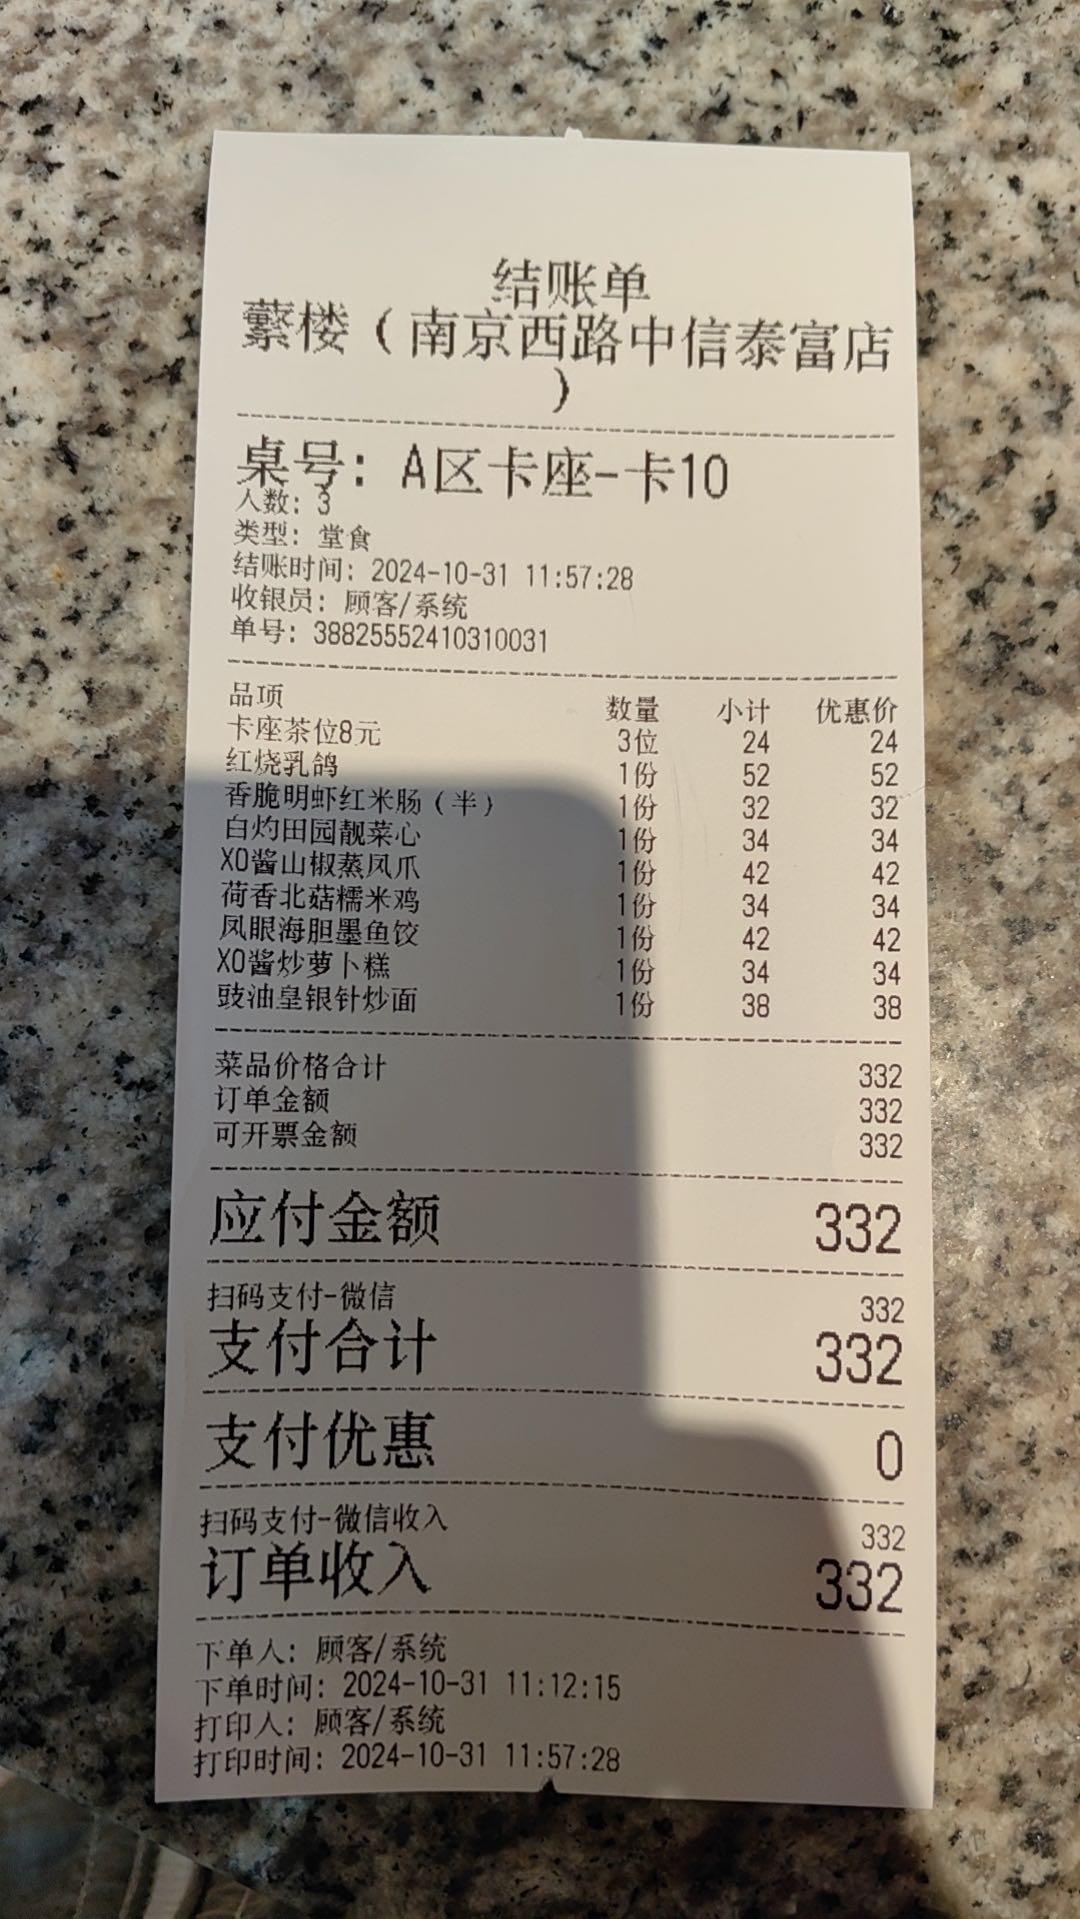 结账单
蘩楼（南京西路中信泰富店
）
桌号：A区卡座-卡10
人数：3
类型：堂食
结账时间：2024-10-31 11:57:28
收银员：顾客/系统
单号：38825552410310031
品项 数量 小计 优惠价
卡座茶位8元 3位 24 24
红烧乳鸽 1份 52 52
香脆明虾红米肠（半） 1份 32 32
白灼田园靓菜心 1份 34 34
XO酱山椒蒸凤爪 1份 42 42
荷香北菇糯米鸡 1份 34 34
凤眼海胆墨鱼饺 1份 42 42
XO酱炒萝卜糕 1份 34 34
豉油皇银针炒面 1份 38 38
菜品价格合计 332
订单金额 332
可开票金额 332
应付金额 332
扫码支付-微信 332
支付合计 332
支付优惠 0
扫码支付-微信收入 332
订单收入 332
下单人：顾客/系统
下单时间：2024-10-31 11:12:15
打印人：顾客/系统
打印时间：2024-10-31 11:57:28